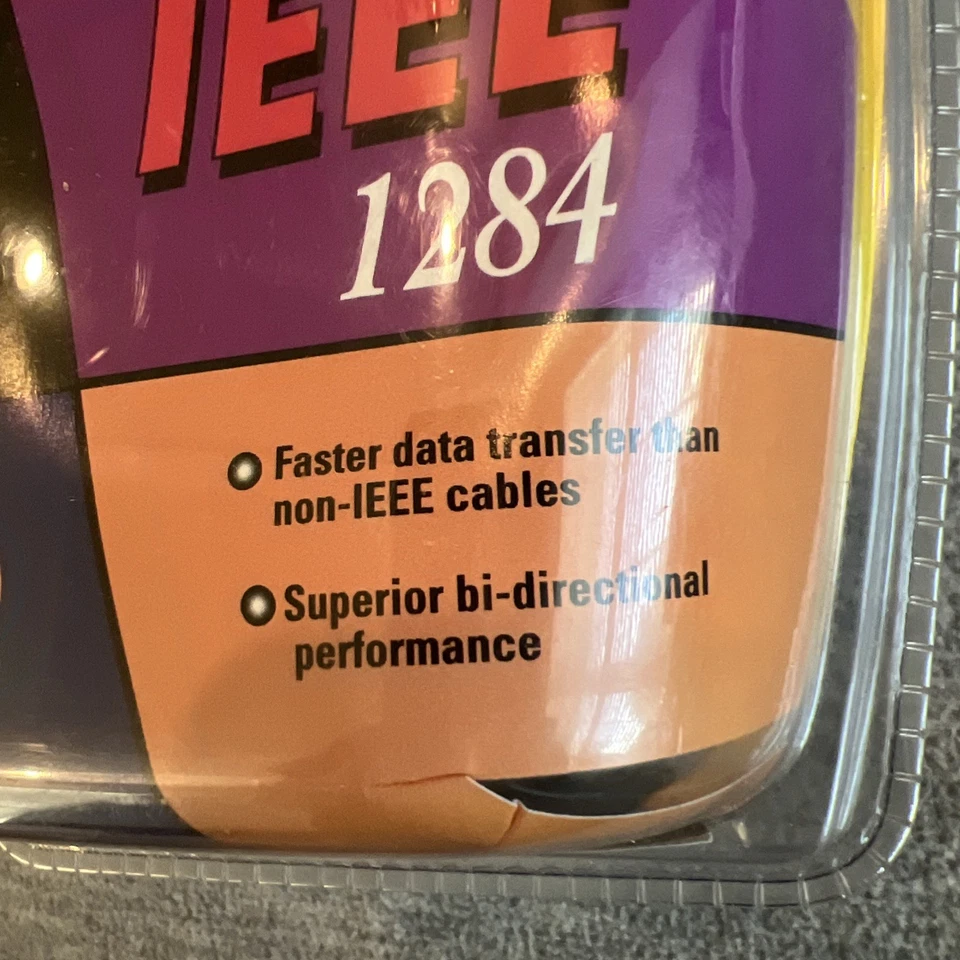 IEEE
1284
Faster data transfer than
non-IEEE cables
Superior bi-directional
performance